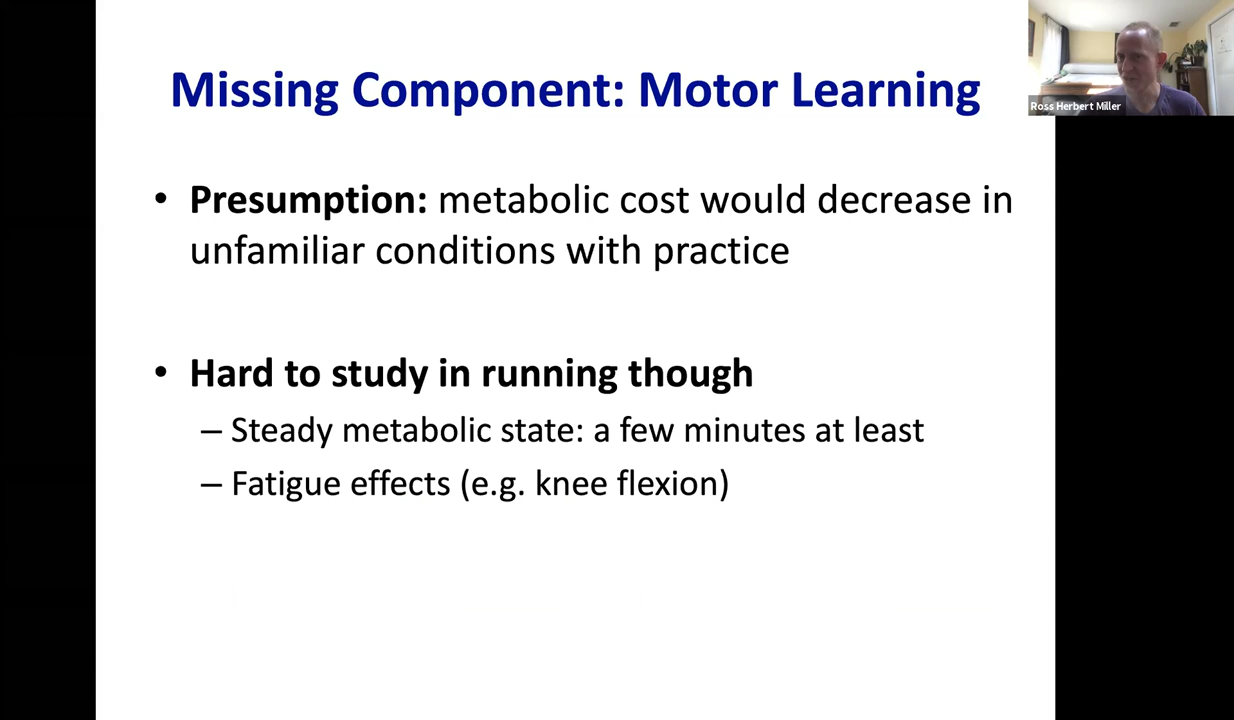 Missing Component: Motor Learning
Ross Herbert Miller
• Presumption: metabolic cost would decrease in
unfamiliar conditions with practice
• Hard to study in running though
– Steady metabolic state: a few minutes at least
– Fatigue effects (e.g. knee flexion)